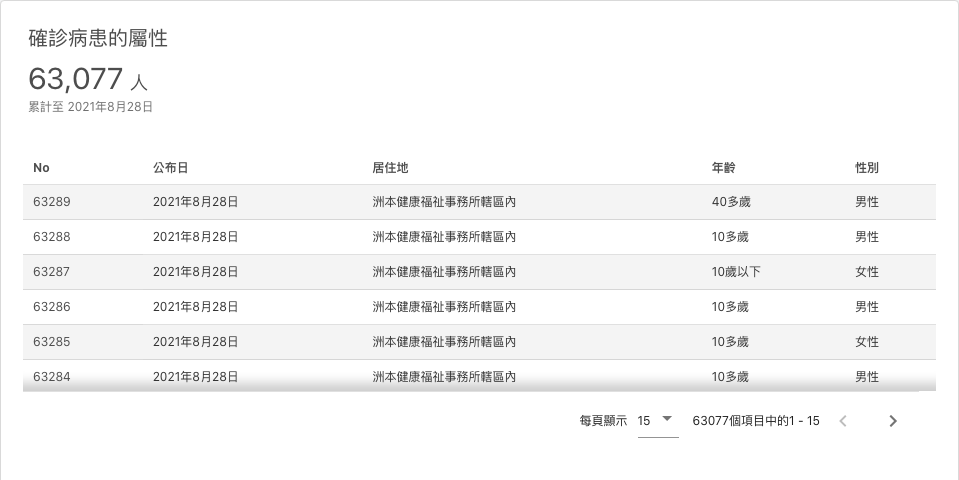 確診病患的屬性
63,077 人
累計至 2021年8月28日
No 公布日 居住地 年齡 性別
63289 2021年8月28日 洲本健康福祉事務所轄區內 40多歲 男性
63288 2021年8月28日 洲本健康福祉事務所轄區內 10多歲 男性
63287 2021年8月28日 洲本健康福祉事務所轄區內 10歲以下 女性
63286 2021年8月28日 洲本健康福祉事務所轄區內 10多歲 男性
63285 2021年8月28日 洲本健康福祉事務所轄區內 10多歲 女性
63284 2021年8月28日 洲本健康福祉事務所轄區內 10多歲 男性
每頁顯示 15 63077個項目中的1 - 15